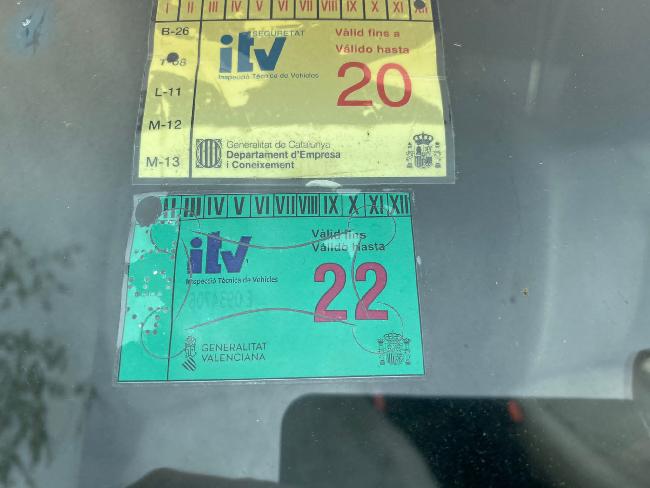 I II III IV V VI VII VIII IX X XI XII
B-26
T-08
L-11
M-12
M-13
SEGURETAT
itv
Inspecció Tècnica de Vehicles
Vàlid fins a
Válido hasta
20
Generalitat de Catalunya
Departament d'Empresa
i Coneixement
II III IV V VI VII VIII IX X XI XII
itv
Inspecció Tècnica de Vehicles
Vàlid fins
Válido hasta
22
GENERALITAT
VALENCIANA